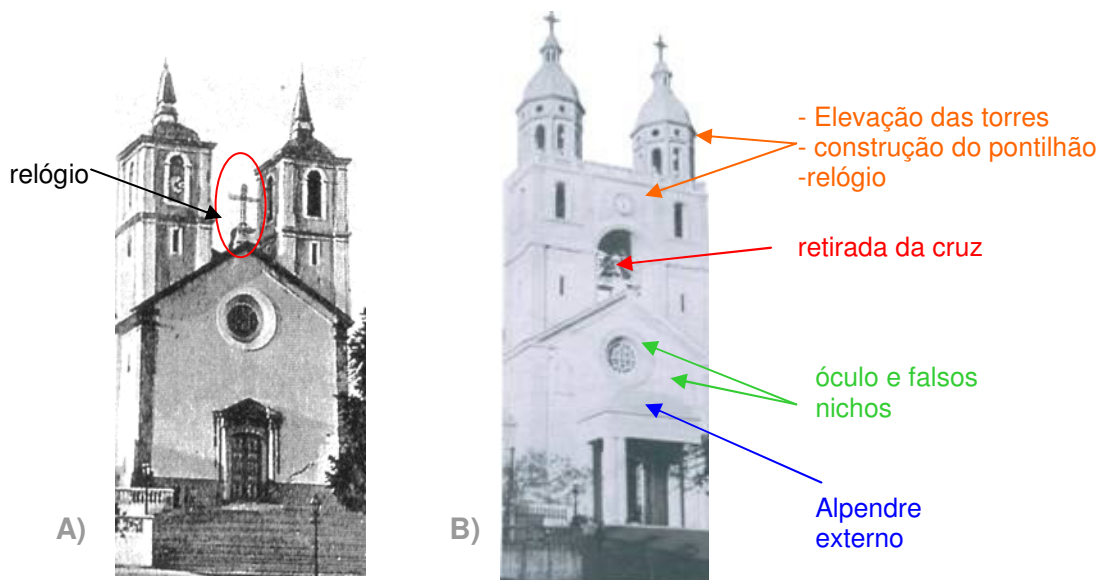 relógio
A)
B)
- Elevação das torres
- construção do pontilhão
-relógio
retirada da cruz
óculo e falsos
nichos
Alpendre
externo